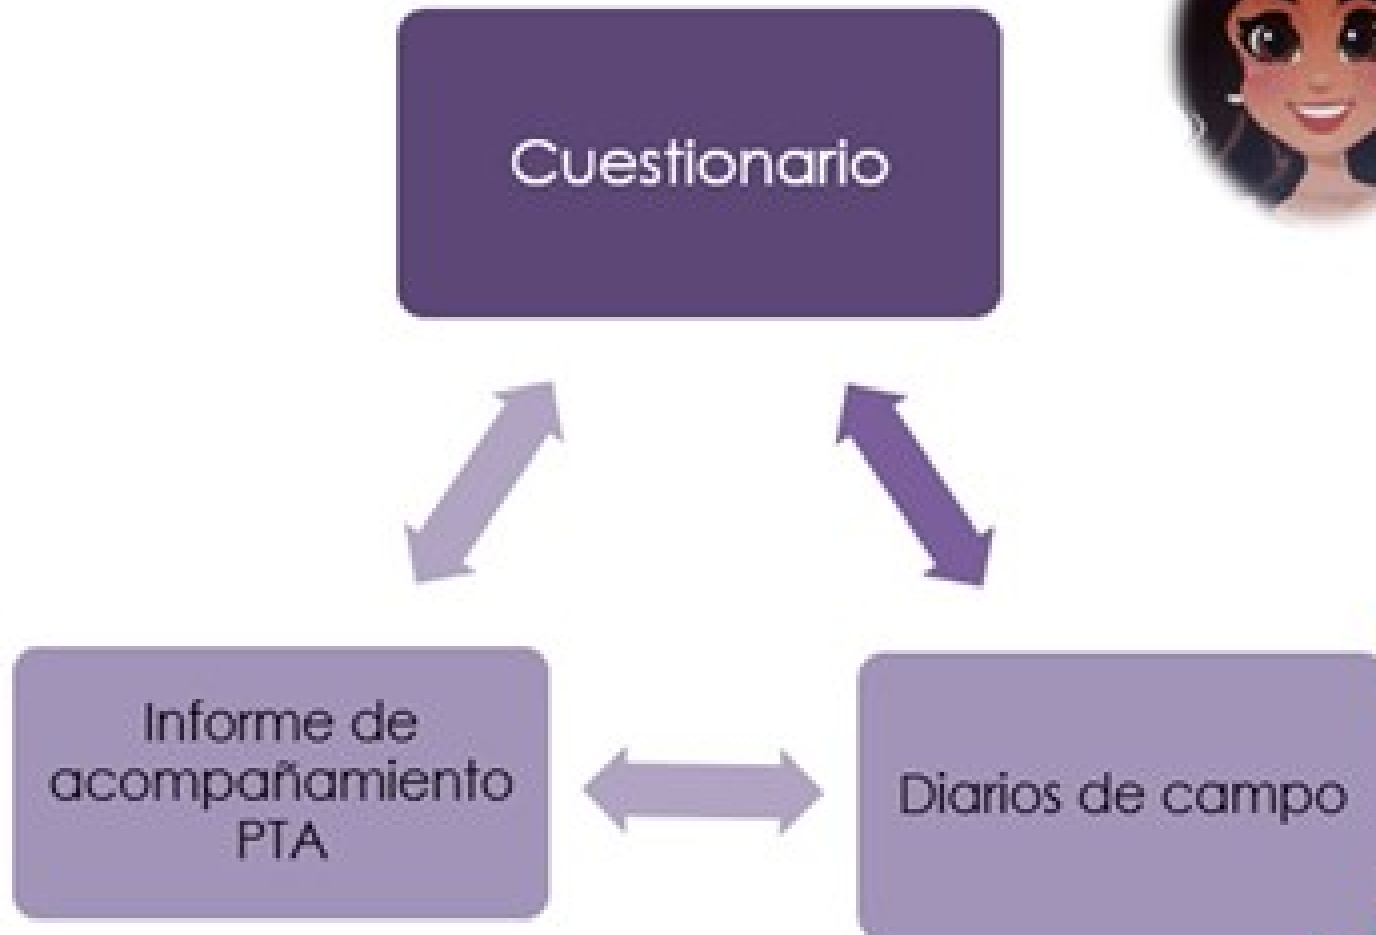 Cuestionario
Informe de
acompañamiento
PTA
Diarios de campo